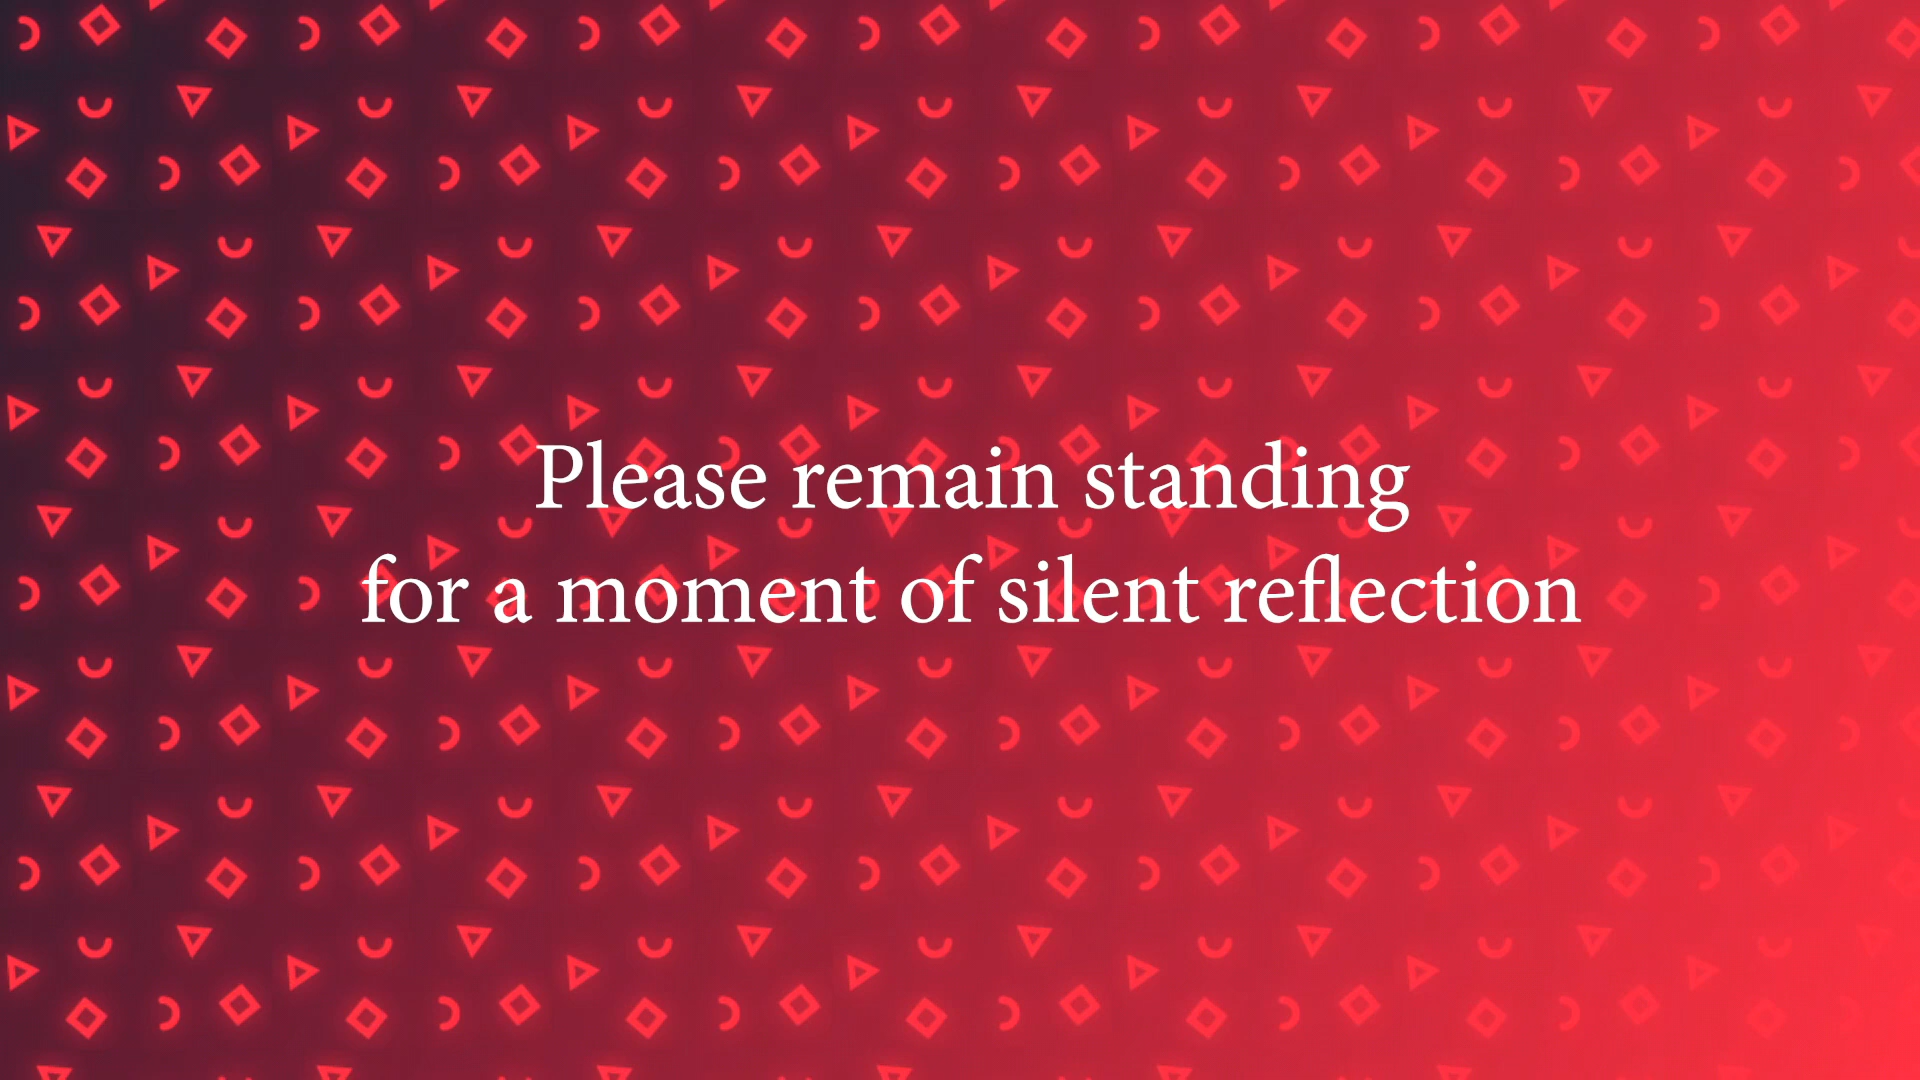 Please remain standing
for a moment of silent reflection